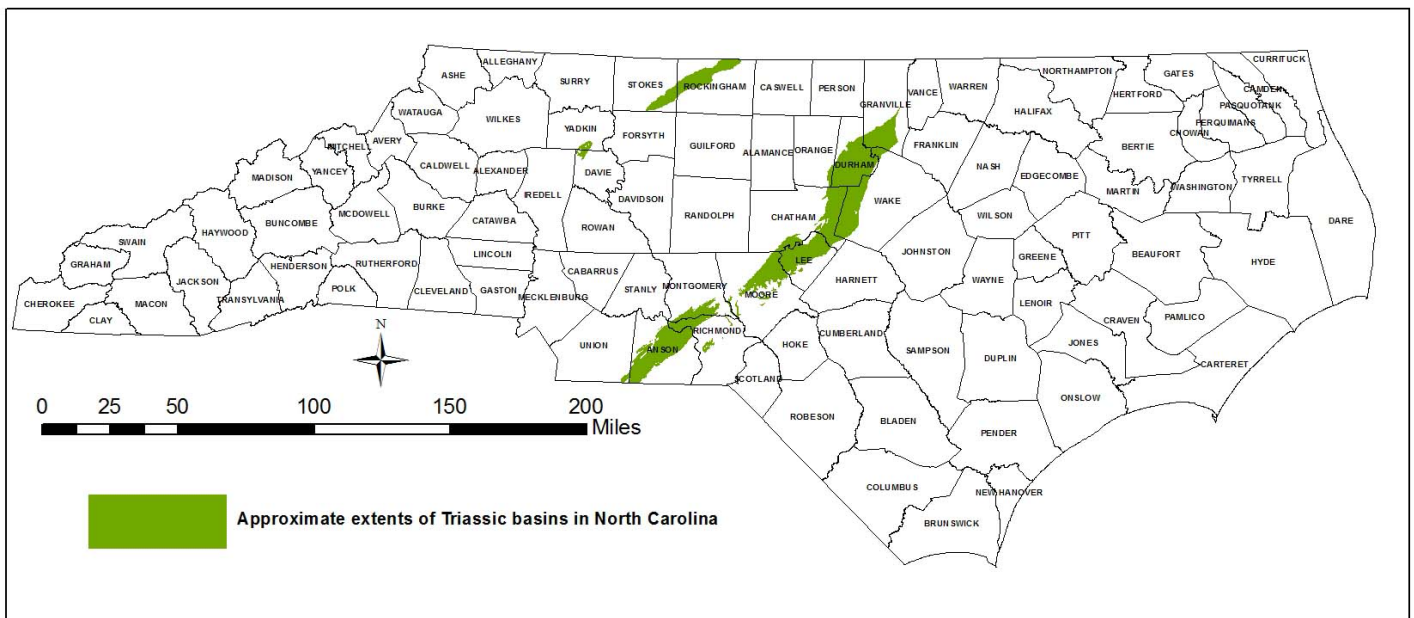 ALLEGHANY
ASHE
SURRY
STOKES
ROCKINGHAM
CASWELL
PERSON
GRANVILLE
VANCE
WARREN
NORTHAMPTON
GATES
CURRITUCK
CAMDEN
PASQUOTANK
PERQUIMANS
CHOWAN
HERTFORD
HALIFAX
WATAUGA
WILKES
YADKIN
FORSYTH
GUILFORD
ALAMANCE
ORANGE
DURHAM
FRANKLIN
NASH
EDGECOMBE
BERTIE
MARTIN
WASHINGTON
TYRRELL
DARE
MITCHELL
AVERY
YANCEY
MADISON
CALDWELL
ALEXANDER
IREDELL
DAVIE
DAVIDSON
RANDOLPH
CHATHAM
WAKE
WILSON
PITT
BEAUFORT
HYDE
BUNCOMBE
MCDOWELL
BURKE
CATAWBA
ROWAN
HAYWOOD
SWAIN
GRAHAM
JACKSON
HENDERSON
RUTHERFORD
LINCOLN
CABARRUS
STANLY
MONTGOMERY
MOORE
LEE
HARNETT
JOHNSTON
WAYNE
GREENE
LENOIR
CRAVEN
PAMLICO
CHEROKEE
CLAY
MACON
TRANSYLVANIA
POLK
CLEVELAND
GASTON
MECKLENBURG
UNION
ANSON
RICHMOND
HOKE
CUMBERLAND
SAMPSON
DUPLIN
JONES
CARTERET
SCOTLAND
ROBESON
BLADEN
PENDER
ONSLOW
COLUMBUS
NEW HANOVER
BRUNSWICK
N
0 25 50 100 150 200
Miles
Approximate extents of Triassic basins in North Carolina